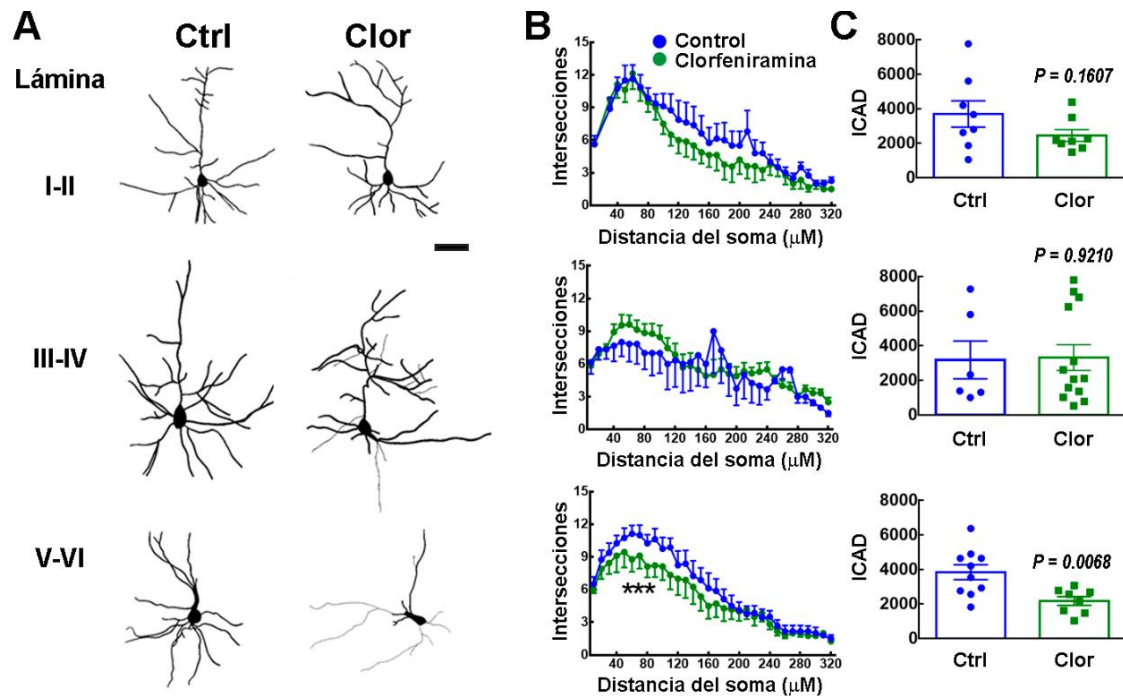 A
Ctrl
Clor
Lámina
I-II
III-IV
V-VI
B
Control
Clorfeniramina
15
12
9
6
3
Intersecciones
40 80 120 160 200 240 280 320
Distancia del soma (μM)
15
12
9
6
3
0
Intersecciones
40 80 120 160 200 240 280 320
Distancia del soma (μM)
15
12
9
6
3
0
Intersecciones
***
40 80 120 160 200 240 280 320
Distancia del soma (μM)
C
8000
6000
4000
2000
0
ICAD
P = 0.1607
Ctrl Clor
8000
6000
4000
2000
0
ICAD
P = 0.9210
Ctrl Clor
8000
6000
4000
2000
0
ICAD
P = 0.0068
Ctrl Clor